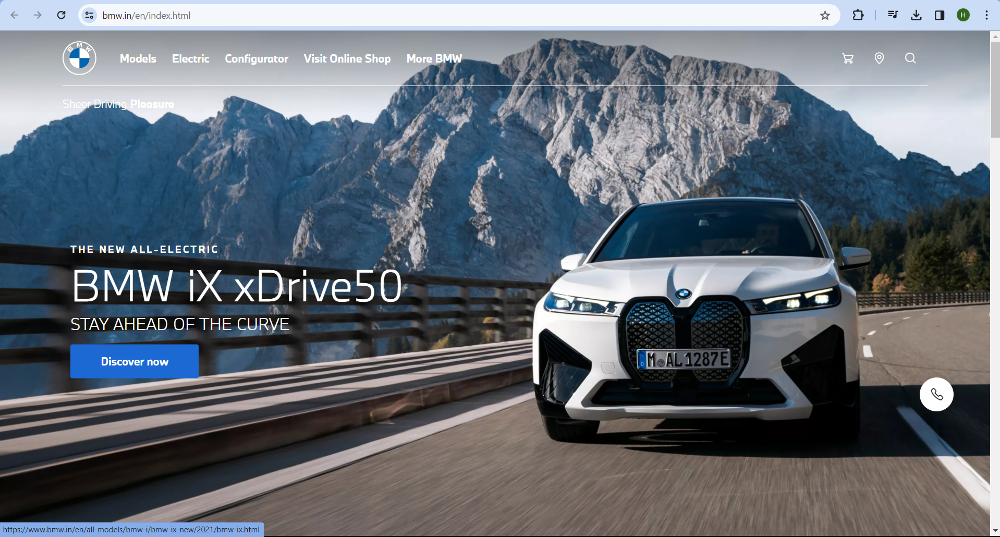 bmw.in/en/index.html
H
BMW
Models Electric Configurator Visit Online Shop More BMW
Sheer Driving Pleasure
THE NEW ALL-ELECTRIC
BMW iX xDrive50
STAY AHEAD OF THE CURVE
Discover now
D M AL 1287E
https://www.bmw.in/en/all-models/bmw-i/bmw-ix-new/2021/bmw-ix.html